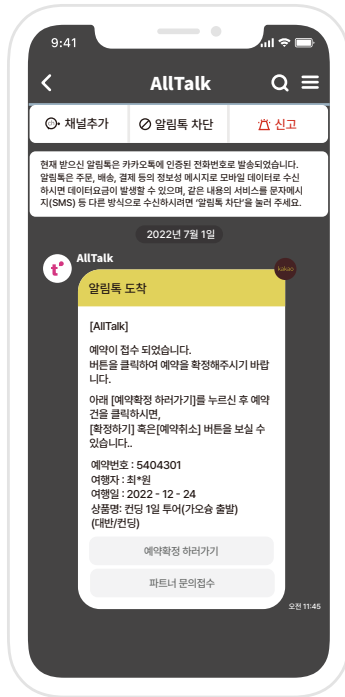 9:41
AllTalk
ch+ 채널추가
알림톡 차단
신고
현재 받으신 알림톡은 카카오톡에 인증된 전화번호로 발송되었습니다.
알림톡은 주문, 배송, 결제 등의 정보성 메시지로 모바일 데이터로 수신
하시면 데이터요금이 발생할 수 있으며, 같은 내용의 서비스를 문자메시
지(SMS) 등 다른 방식으로 수신하시려면 '알림톡 차단'을 눌러 주세요.
2022년 7월 1일
t
AllTalk
kakao
알림톡 도착
[AllTalk]
예약이 접수 되었습니다.
버튼을 클릭하여 예약을 확정해주시기 바랍
니다.
아래 [예약확정 하러가기]를 누르신 후 예약
건을 클릭하시면,
[확정하기] 혹은[예약취소] 버튼을 보실 수
있습니다..
예약번호 : 5404301
여행자 : 최*원
여행일 : 2022 - 12 - 24
상품명: 컨딩 1일 투어(가오슝 출발)
(대반/컨딩)
예약확정 하러가기
파트너 문의접수
오전 11:45